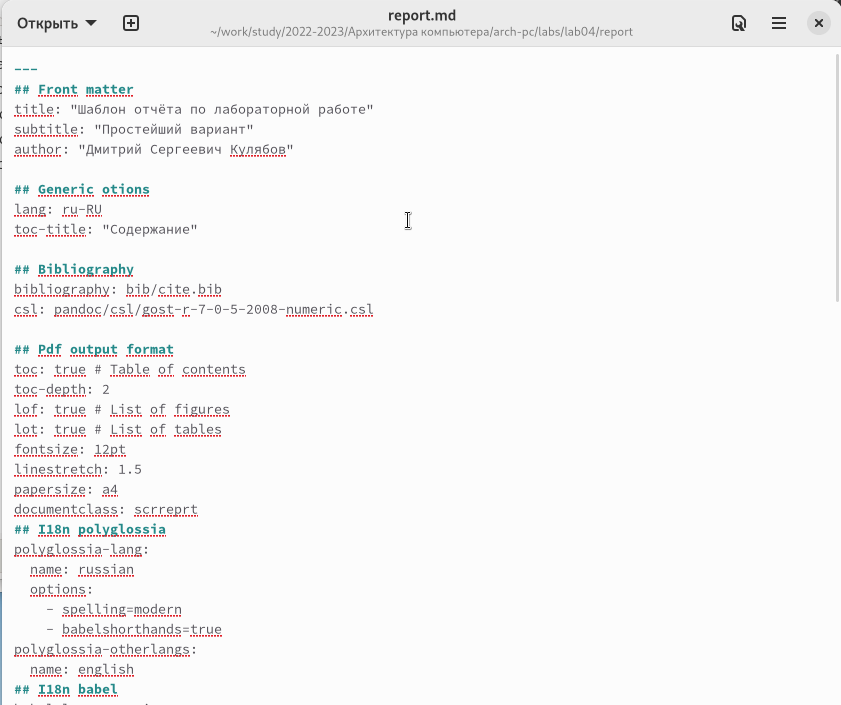 Открыть
report.md
~/work/study/2022-2023/Архитектура компьютера/arch-pc/labs/lab04/report
---
## Front matter
title: "Шаблон отчёта по лабораторной работе"
subtitle: "Простейший вариант"
author: "Дмитрий Сергеевич Кулябов"
## Generic otions
lang: ru-RU
toc-title: "Содержание"
## Bibliography
bibliography: bib/cite.bib
csl: pandoc/csl/gost-r-7-0-5-2008-numeric.csl
## Pdf output format
toc: true # Table of contents
toc-depth: 2
lof: true # List of figures
lot: true # List of tables
fontsize: 12pt
linestretch: 1.5
papersize: a4
documentclass: scrreprt
## I18n polyglossia
polyglossia-lang:
  name: russian
  options:
    - spelling=modern
    - babelshorthands=true
polyglossia-otherlangs:
  name: english
## I18n babel